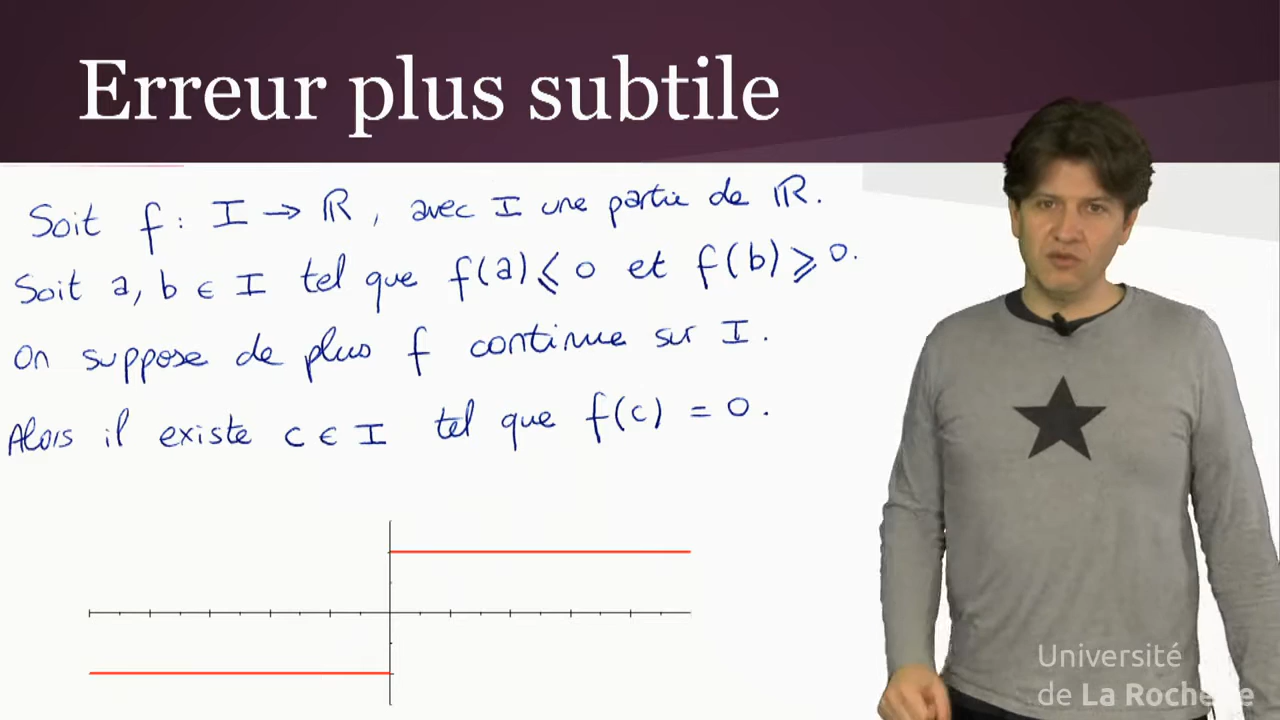 Erreur plus subtile
Soit f : I → ℝ, avec I une partie de ℝ.
Soit a, b ∈ I tel que f(a) ⩽ 0 et f(b) ⩾ 0.
On suppose de plus f continue sur I.
Alors il existe c ∈ I tel que f(c) = 0.
Université
de La Rochelle